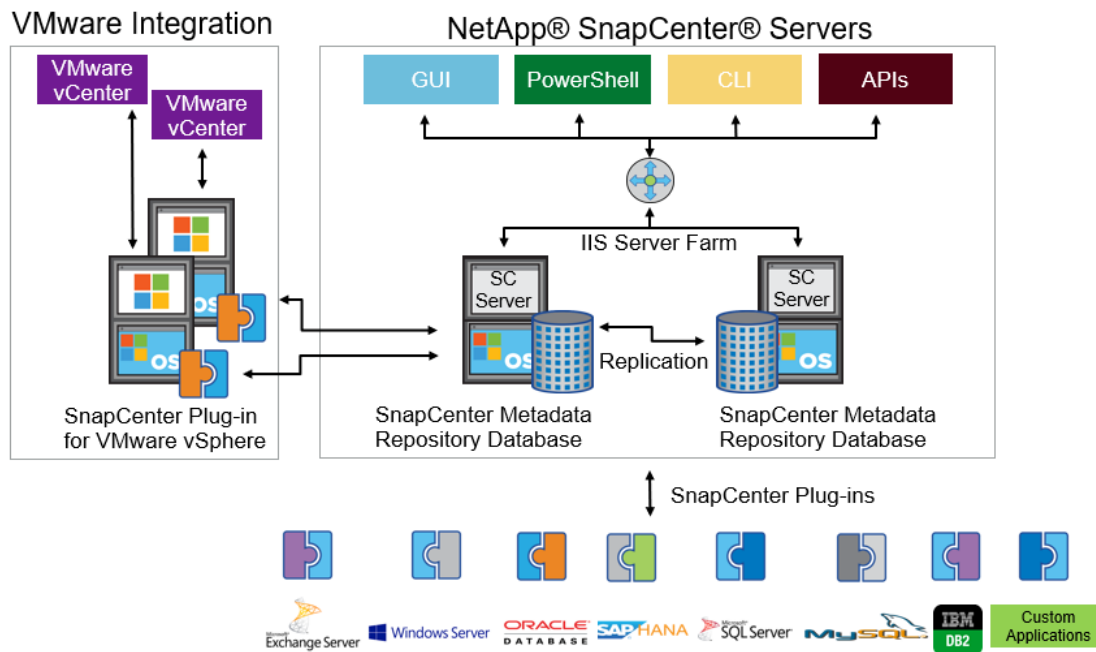 VMware Integration
NetApp® SnapCenter® Servers
VMware
vCenter
VMware
vCenter
GUI
PowerShell
CLI
APIs
IIS Server Farm
SC
Server
SC
Server
OS
OS
OS
OS
Replication
SnapCenter Plug-in
for VMware vSphere
SnapCenter Metadata
Repository Database
SnapCenter Metadata
Repository Database
SnapCenter Plug-ins
Microsoft
Exchange Server
Windows Server
ORACLE
DATABASE
SAP HANA
Microsoft
SQL Server
MySQL
IBM
DB2
Custom
Applications